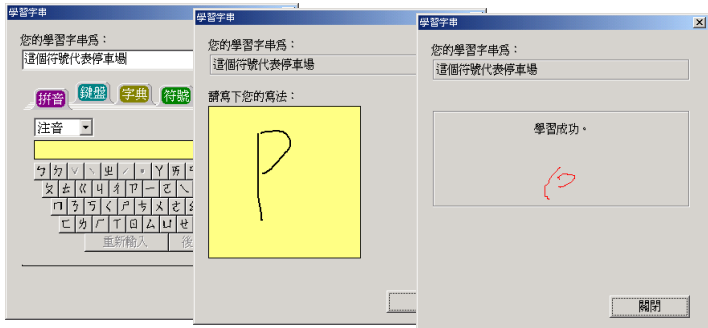 學習字串
您的學習字串為：
這個符號代表停車場
拼音 鍵盤 字典 符號
注音
ㄅ ㄉ ˇ ˋ ㄓ ˊ ˙ ㄚ ㄞ
ㄆ ㄊ ㄍ ㄐ ㄔ ㄗ ㄧ ㄛ ㄟ
ㄇ ㄋ ㄎ ㄑ ㄕ ㄘ ㄨ ㄜ
ㄈ ㄌ ㄏ ㄒ ㄖ ㄙ ㄩ ㄝ
重新輸入 後
學習字串
您的學習字串為：
這個符號代表停車場
請寫下您的寫法：
P
學習字串
您的學習字串為：
這個符號代表停車場
學習成功。
關閉